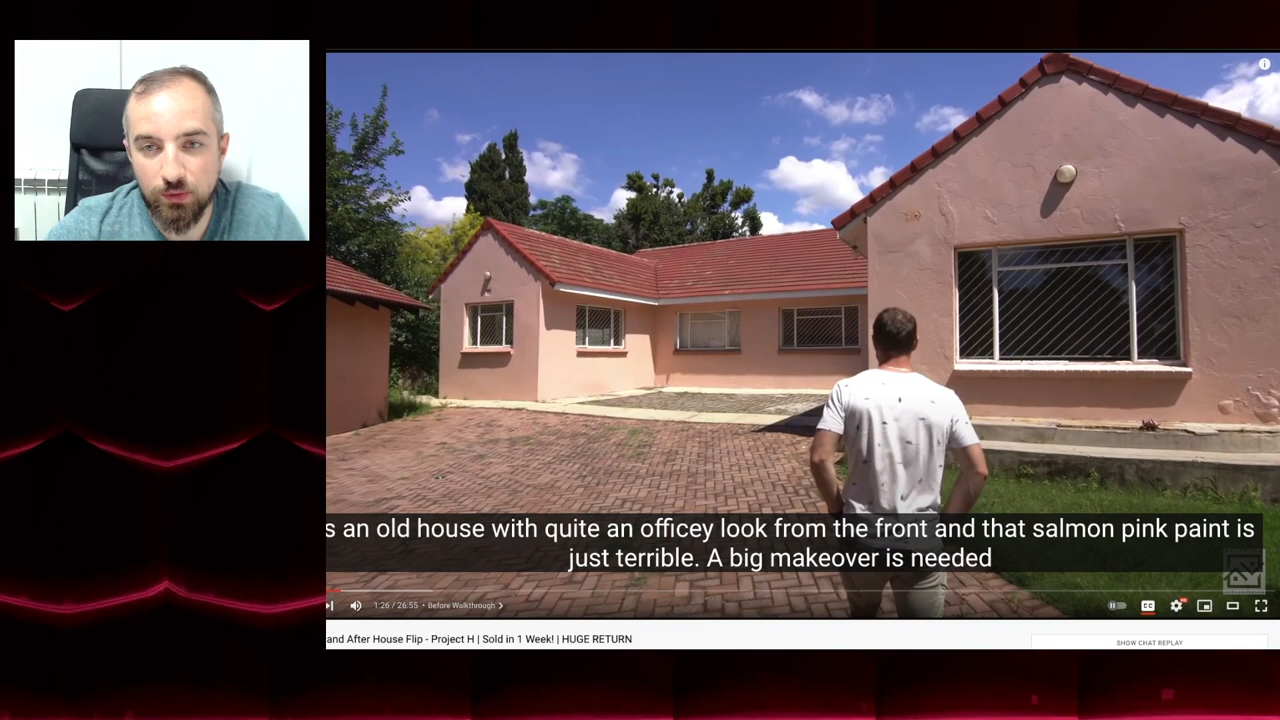 s an old house with quite an officey look from the front and that salmon pink paint is
just terrible. A big makeover is needed
1:26 / 26:55 • Before Walkthrough
CC
HD
and After House Flip - Project H | Sold in 1 Week! | HUGE RETURN
SHOW CHAT REPLAY